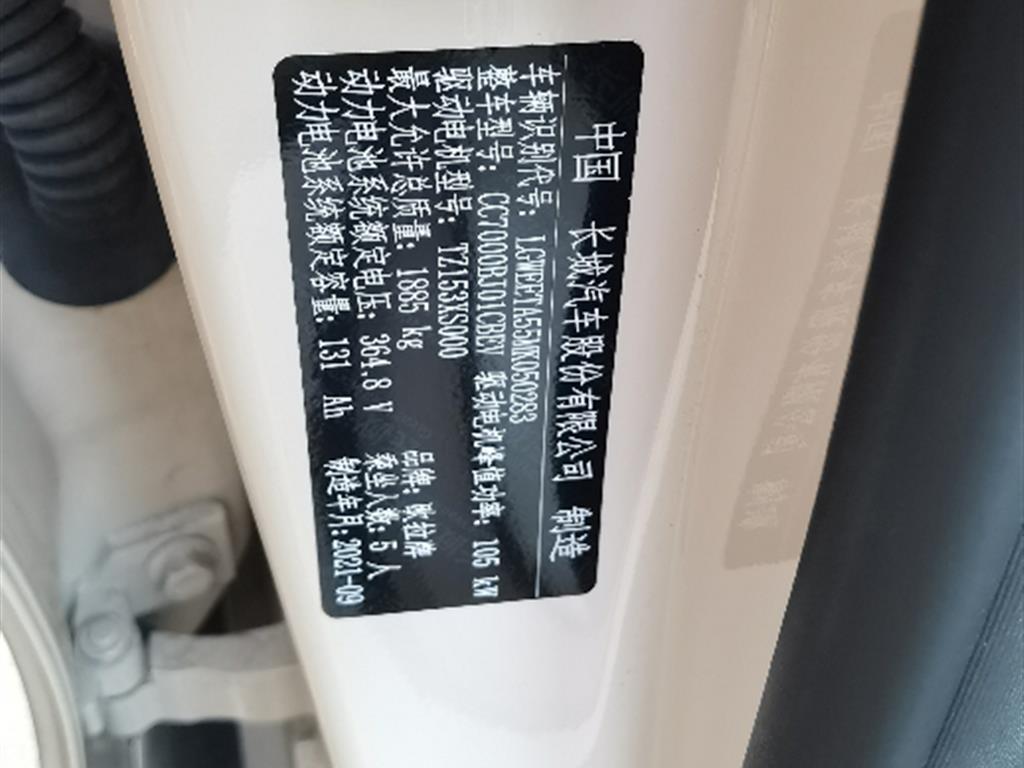 中国 长城汽车股份有限公司 制造
车辆识别代号: LGWEETA55MK050283
整车型号: CC7000BJ01CBEV 驱动电机峰值功率: 105 kW
驱动电机型号: TZ153XS000
最大允许总质量: 1885 kg 品牌: 欧拉牌
动力电池系统额定电压: 364.8 V 乘坐人数: 5 人
动力电池系统额定容量: 131 Ah 制造年月: 2021-09